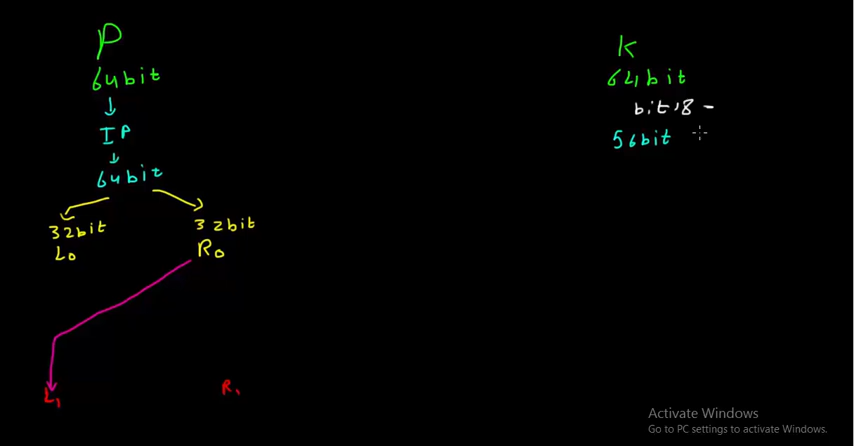 P
64bit
IP
64bit
32bit 32bit
L0 R0
L1 R1
K
64bit
bit,8 -
56bit
Activate Windows
Go to PC settings to activate Windows.